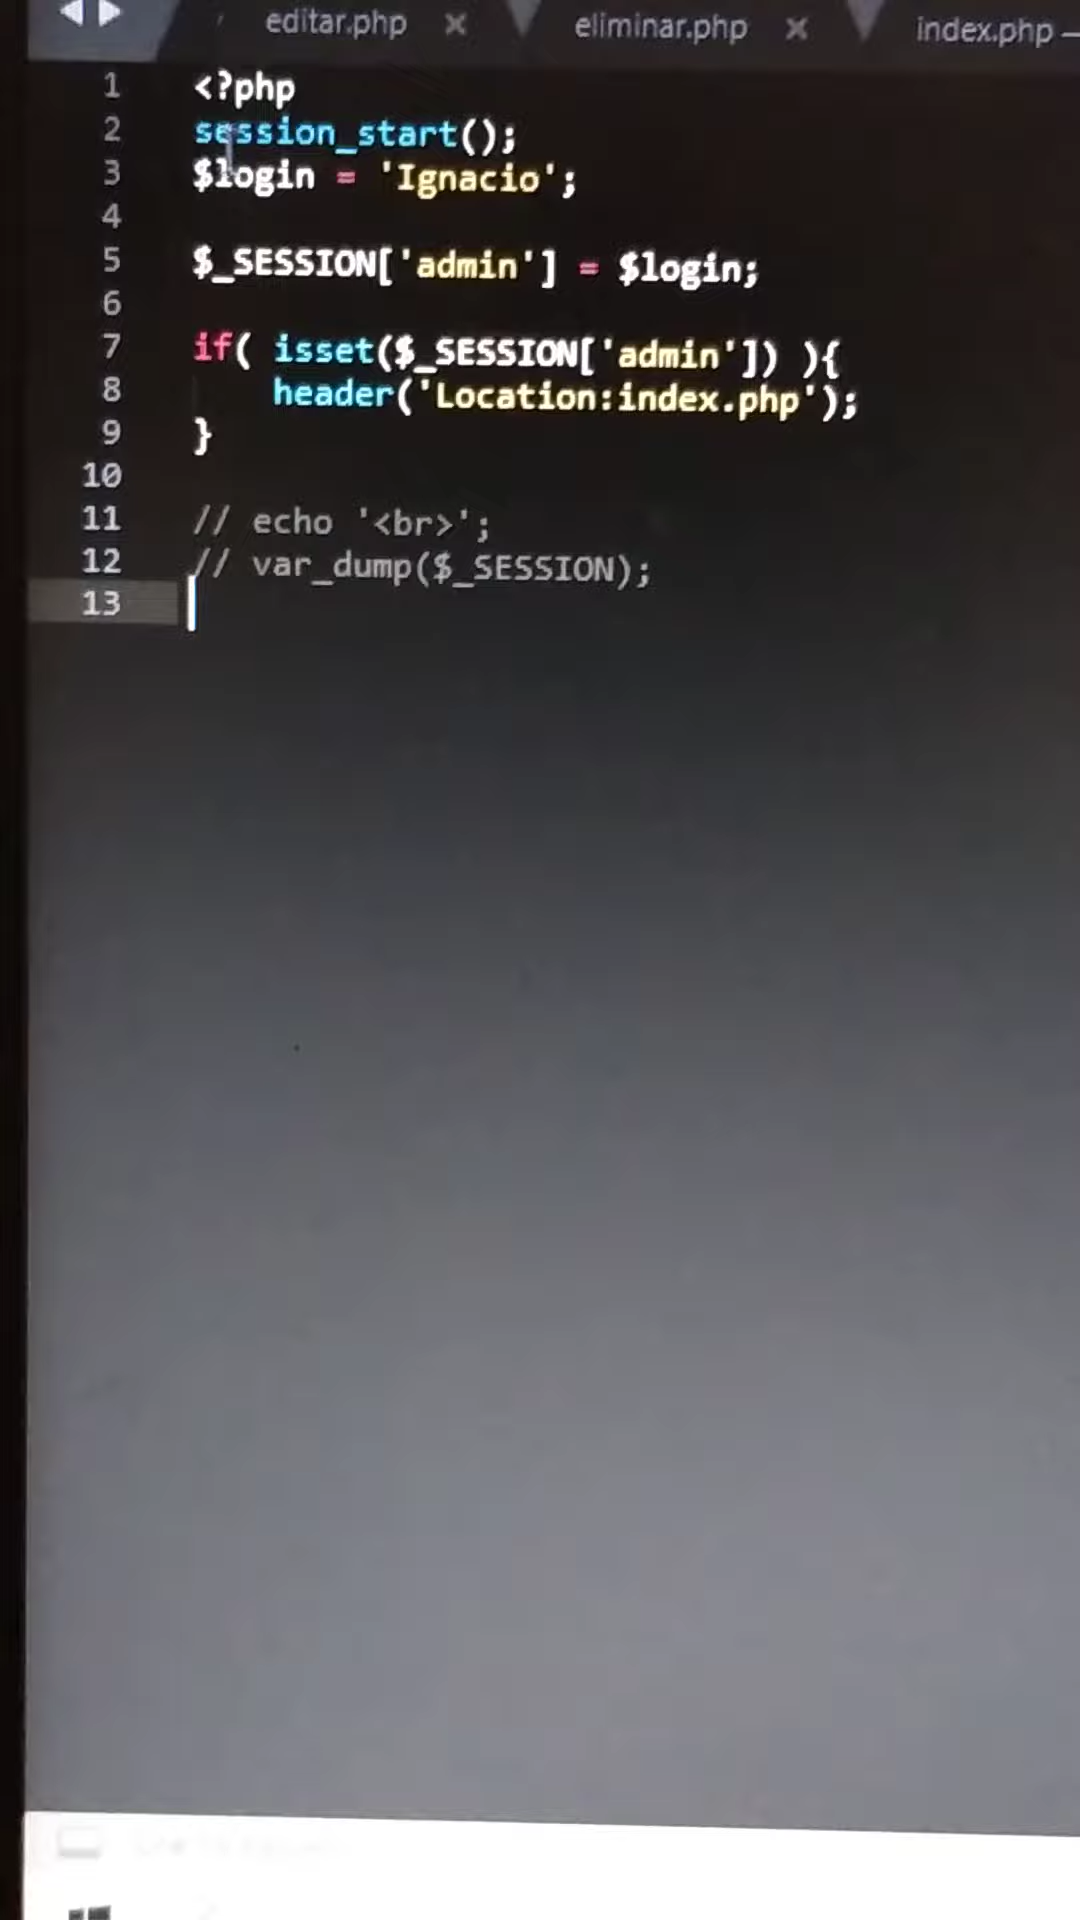 editar.php x eliminar.php x index.php —
1 <?php
2 session_start();
3 $login = 'Ignacio';
4
5 $_SESSION['admin'] = $login;
6
7 if( isset($_SESSION['admin']) ){
8 header('Location:index.php');
9 }
10
11 // echo '<br>';
12 // var_dump($_SESSION);
13